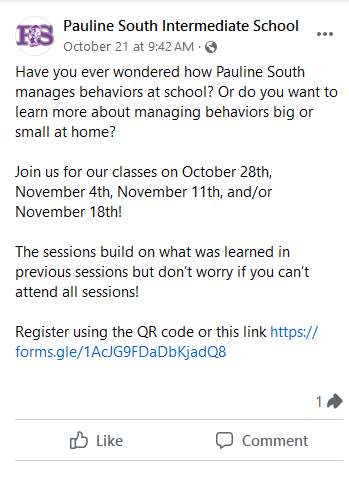 PS
Pauline South Intermediate School
October 21 at 9:42 AM ·
Have you ever wondered how Pauline South
manages behaviors at school? Or do you want to
learn more about managing behaviors big or
small at home?
Join us for our classes on October 28th,
November 4th, November 11th, and/or
November 18th!
The sessions build on what was learned in
previous sessions but don't worry if you can't
attend all sessions!
Register using the QR code or this link https://
forms.gle/1AcJG9FDaDbKjadQ8
1
Like
Comment